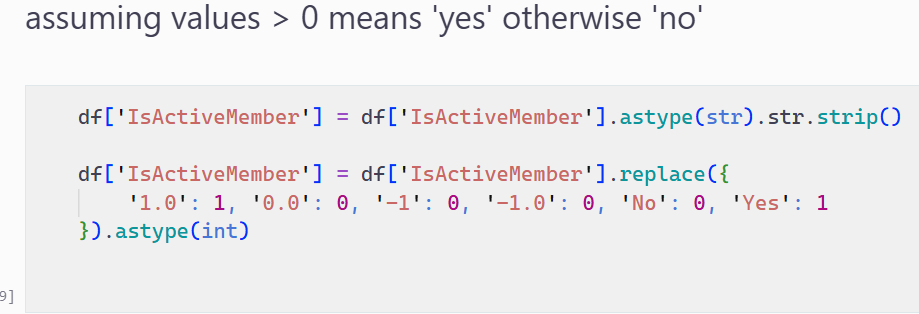 assuming values > 0 means 'yes' otherwise 'no'
df['IsActiveMember'] = df['IsActiveMember'].astype(str).str.strip()
df['IsActiveMember'] = df['IsActiveMember'].replace({
    '1.0': 1, '0.0': 0, '-1': 0, '-1.0': 0, 'No': 0, 'Yes': 1
}).astype(int)
9]